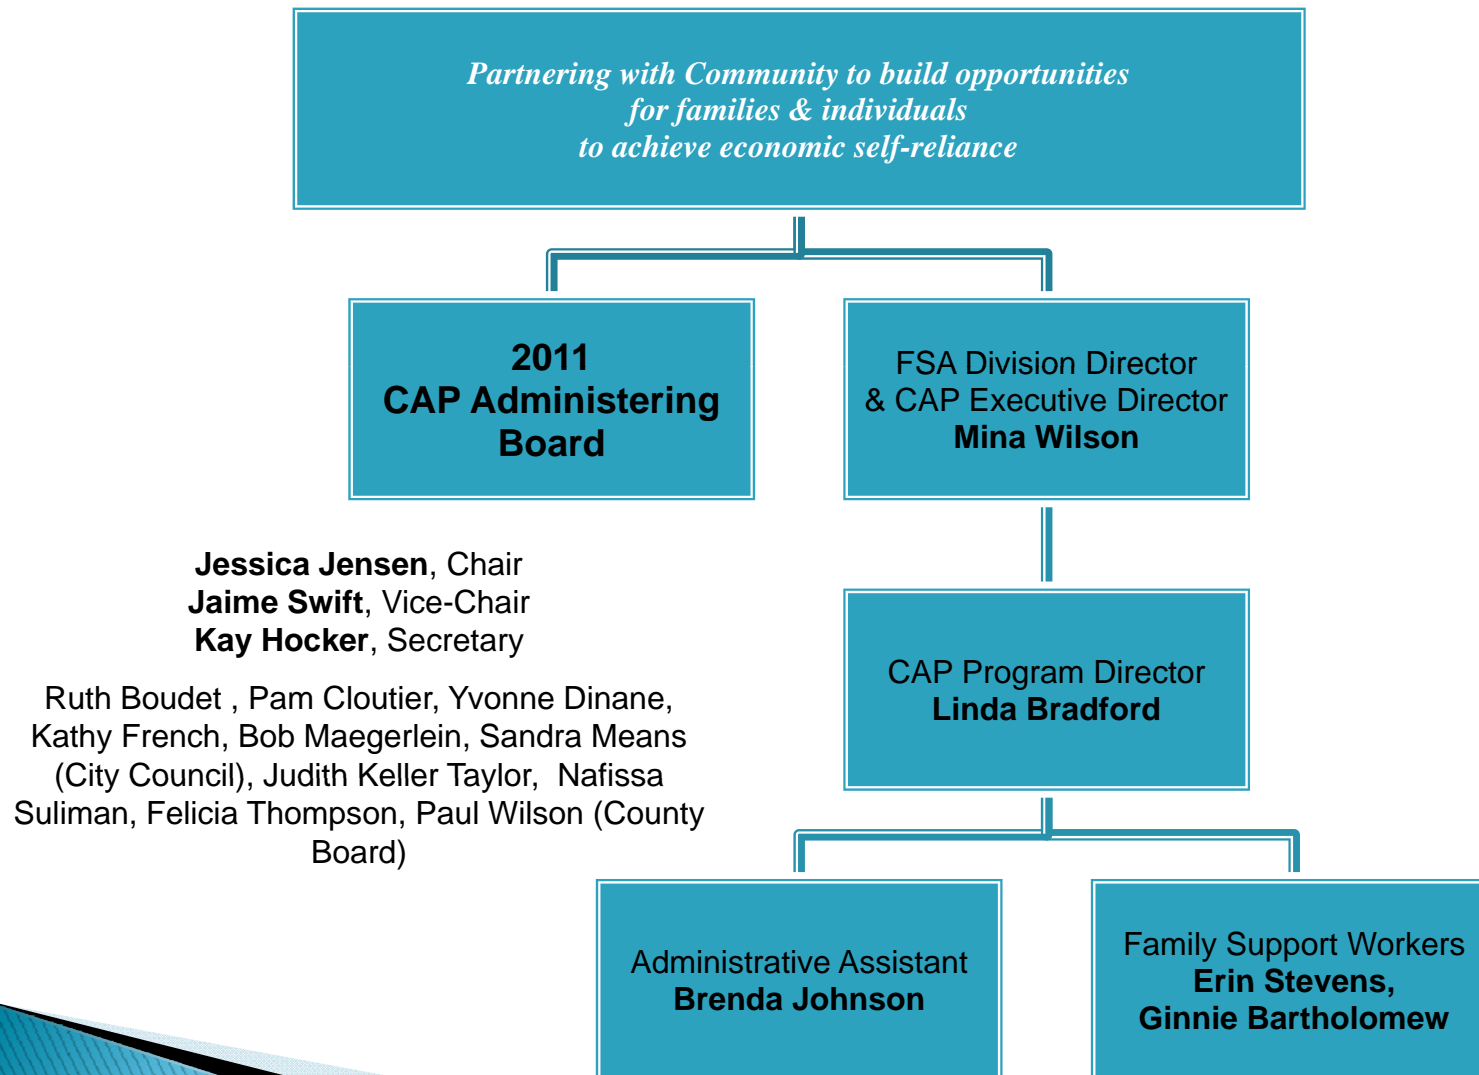 Partnering with Community to build opportunities
for families & individuals
to achieve economic self-reliance
2011
CAP Administering
Board
FSA Division Director
& CAP Executive Director
Mina Wilson
Jessica Jensen, Chair
Jaime Swift, Vice-Chair
Kay Hocker, Secretary
Ruth Boudet , Pam Cloutier, Yvonne Dinane,
Kathy French, Bob Maegerlein, Sandra Means
(City Council), Judith Keller Taylor,  Nafissa
Suliman, Felicia Thompson, Paul Wilson (County
Board)
CAP Program Director
Linda Bradford
Administrative Assistant
Brenda Johnson
Family Support Workers
Erin Stevens,
Ginnie Bartholomew